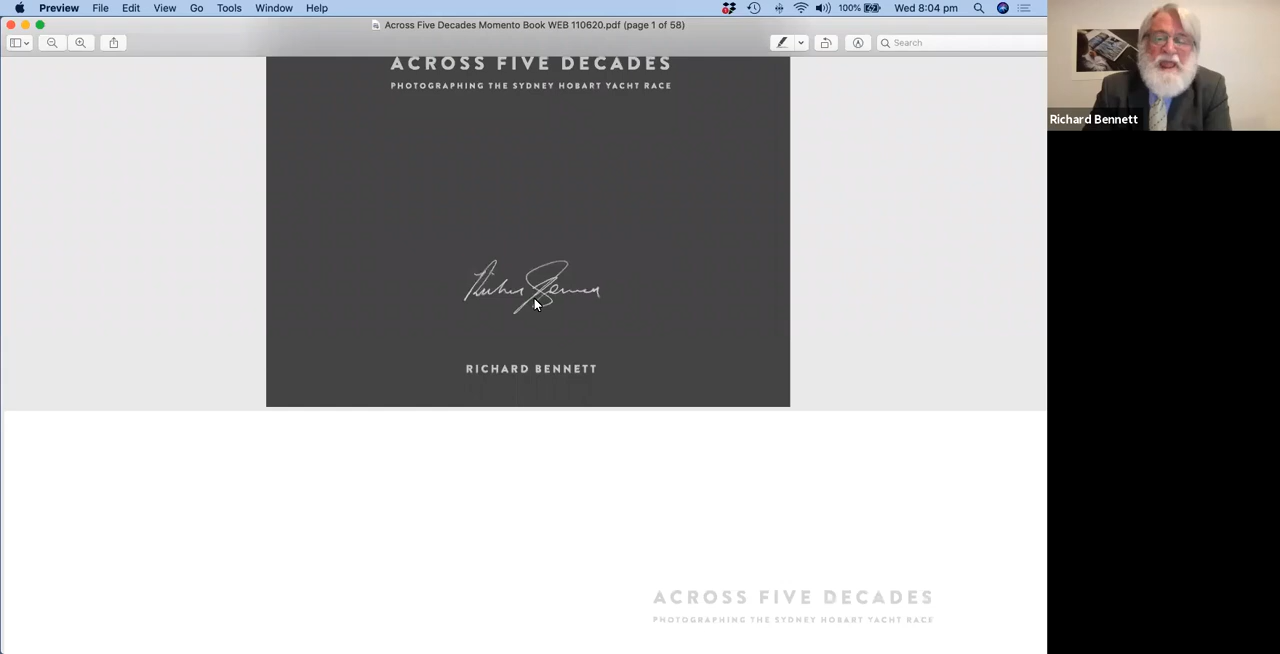 Preview File Edit View Go Tools Window Help 100% Wed 8:04 pm
Across Five Decades Momento Book WEB 110620.pdf (page 1 of 58)
Search
ACROSS FIVE DECADES
PHOTOGRAPHING THE SYDNEY HOBART YACHT RACE
Richard Bennett
Richard Bennett
RICHARD BENNETT
ACROSS FIVE DECADES
PHOTOGRAPHING THE SYDNEY HOBART YACHT RACE